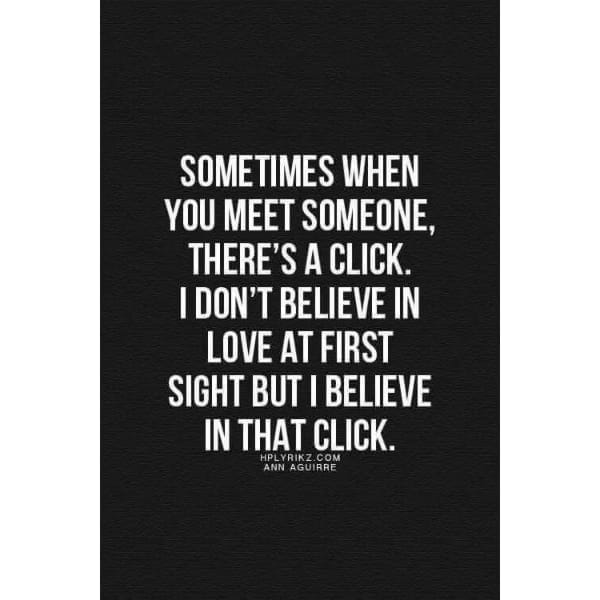 SOMETIMES WHEN
YOU MEET SOMEONE,
THERE'S A CLICK.
I DON'T BELIEVE IN
LOVE AT FIRST
SIGHT BUT I BELIEVE
IN THAT CLICK.
HPLYRIKZ.COM
ANN AGUIRRE